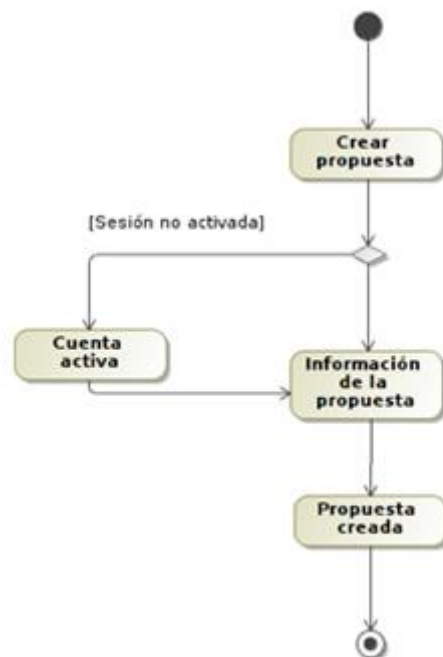 Crear
propuesta
[Sesión no activada]
Cuenta
activa
Información
de la
propuesta
Propuesta
creada